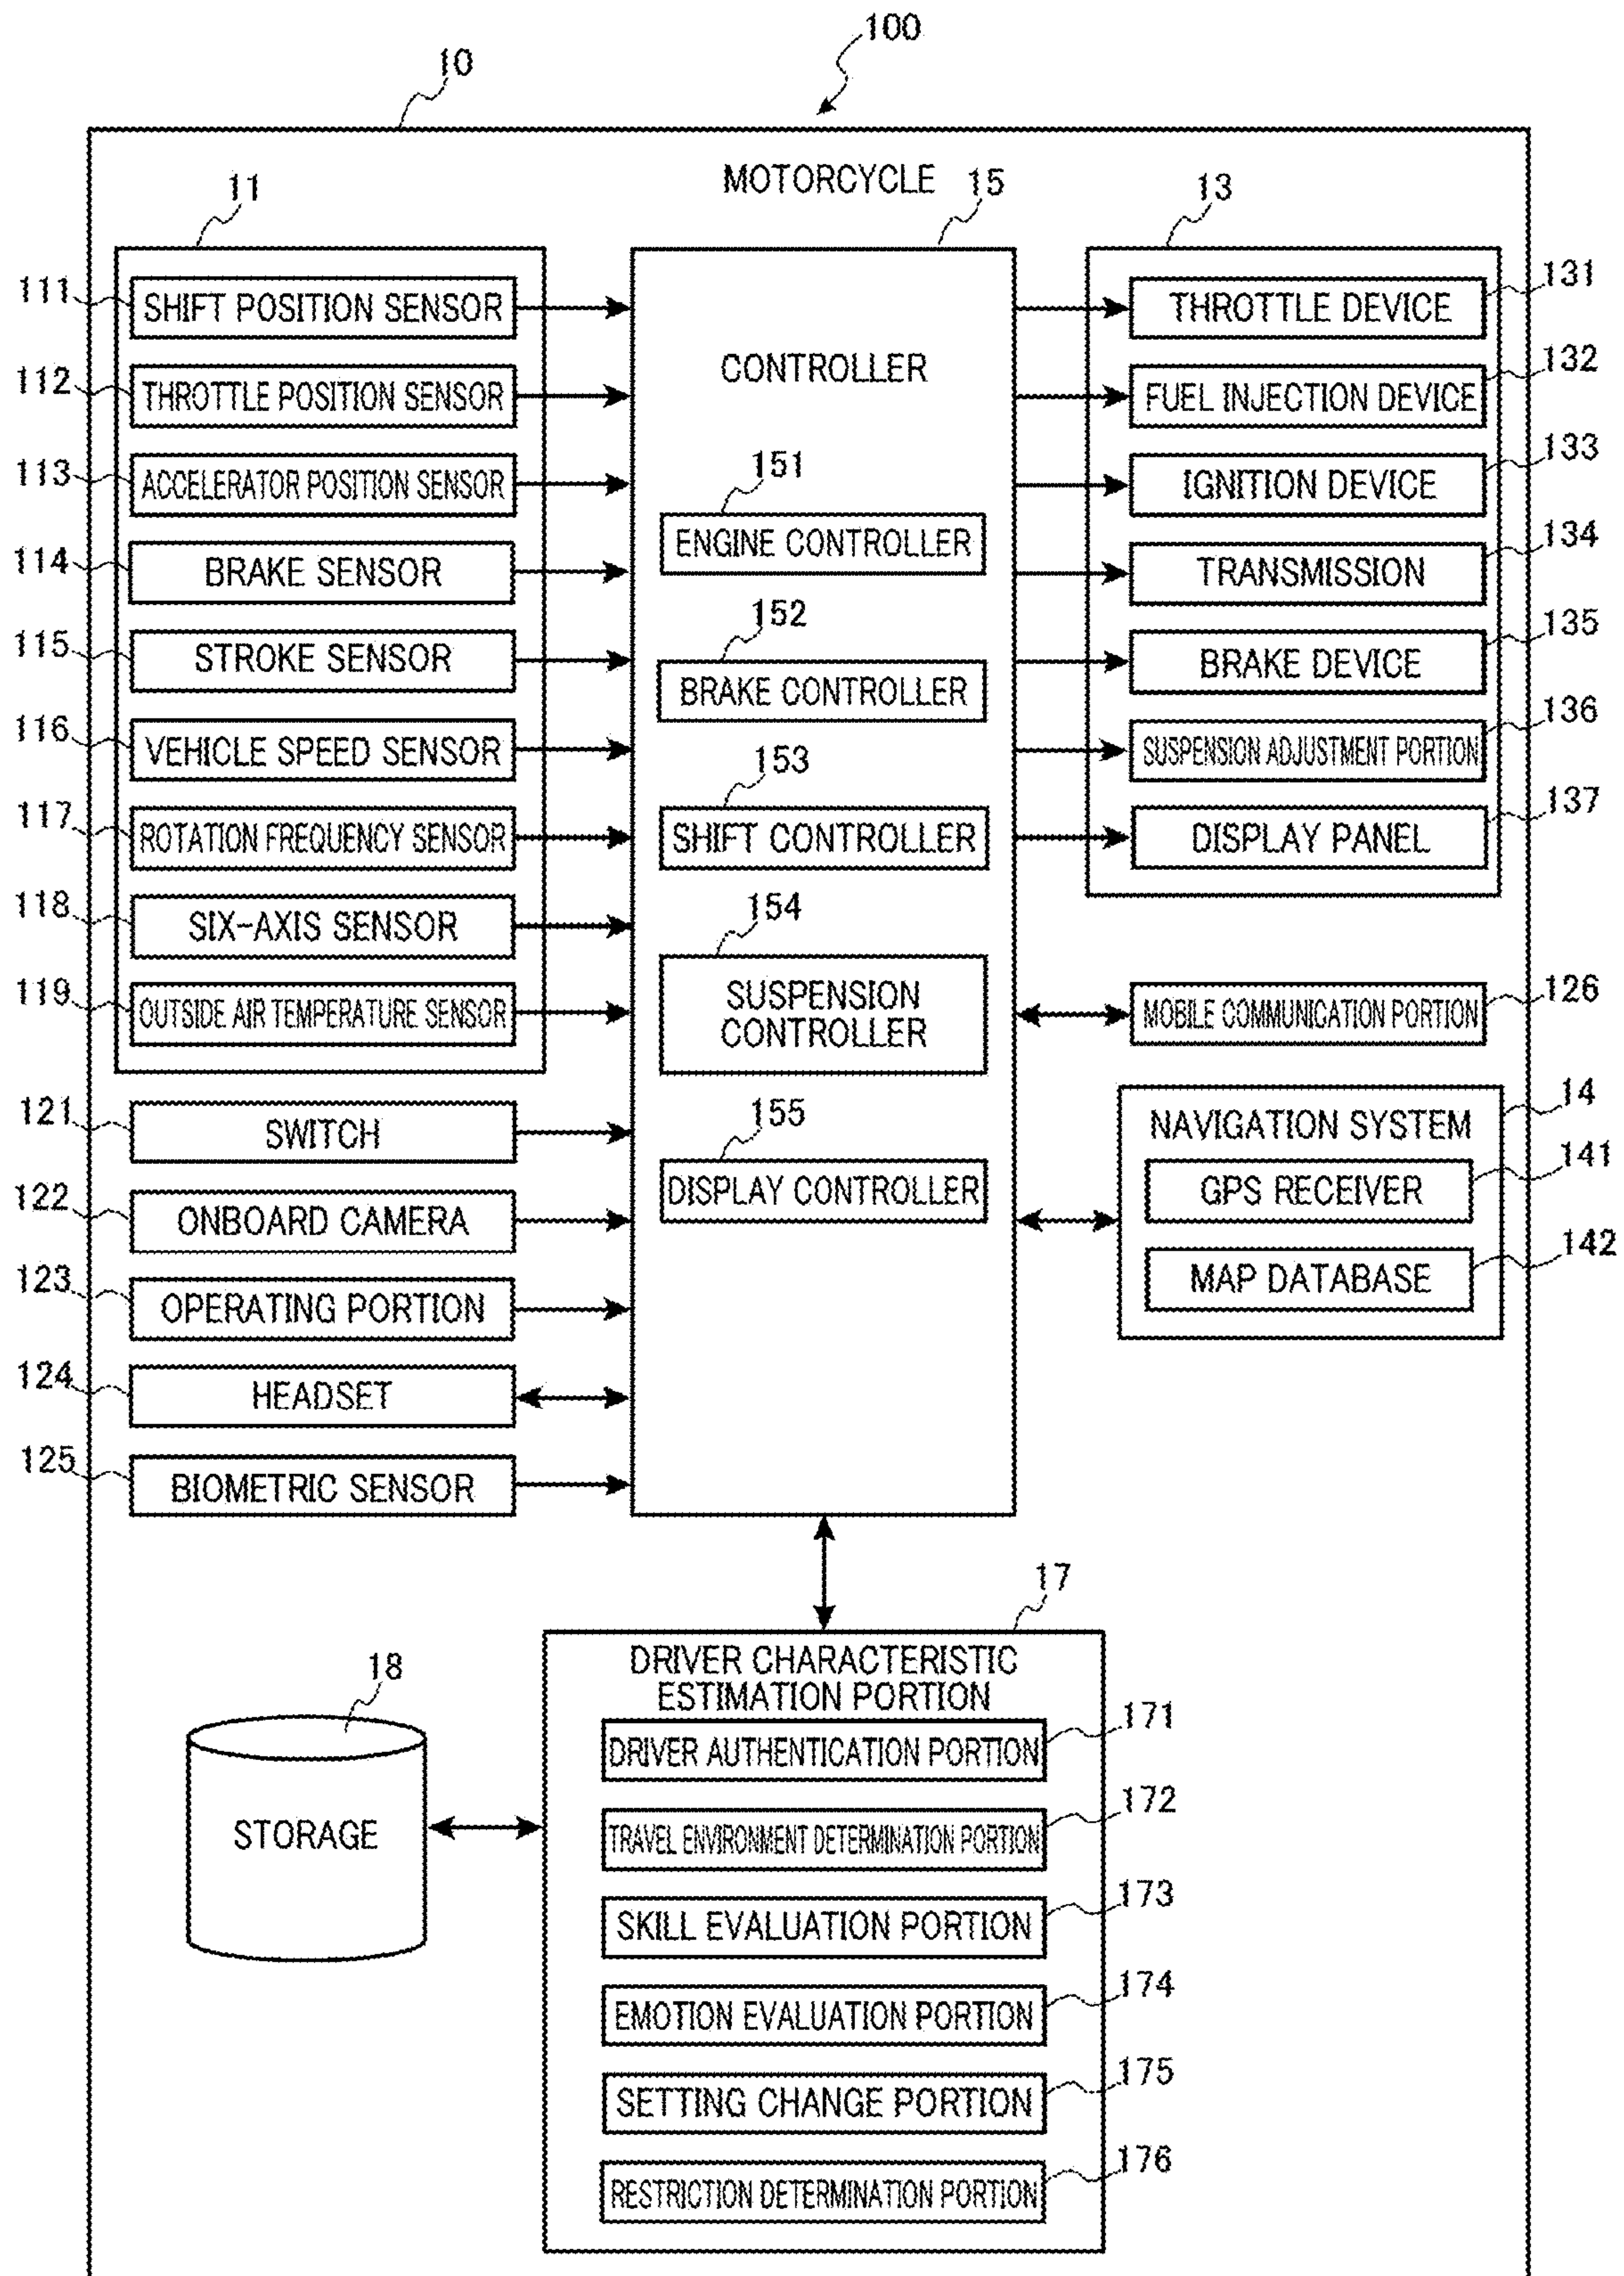 100
10
MOTORCYCLE
11
15
13
111
SHIFT POSITION SENSOR
112
THROTTLE POSITION SENSOR
113
ACCELERATOR POSITION SENSOR
114
BRAKE SENSOR
115
STROKE SENSOR
116
VEHICLE SPEED SENSOR
117
ROTATION FREQUENCY SENSOR
118
SIX-AXIS SENSOR
119
OUTSIDE AIR TEMPERATURE SENSOR
121
SWITCH
122
ONBOARD CAMERA
123
OPERATING PORTION
124
HEADSET
125
BIOMETRIC SENSOR
CONTROLLER
151
ENGINE CONTROLLER
152
BRAKE CONTROLLER
153
SHIFT CONTROLLER
154
SUSPENSION
CONTROLLER
155
DISPLAY CONTROLLER
131
THROTTLE DEVICE
132
FUEL INJECTION DEVICE
133
IGNITION DEVICE
134
TRANSMISSION
135
BRAKE DEVICE
136
SUSPENSION ADJUSTMENT PORTION
137
DISPLAY PANEL
126
MOBILE COMMUNICATION PORTION
14
NAVIGATION SYSTEM
141
GPS RECEIVER
142
MAP DATABASE
17
DRIVER CHARACTERISTIC
ESTIMATION PORTION
171
DRIVER AUTHENTICATION PORTION
172
TRAVEL ENVIRONMENT DETERMINATION PORTION
173
SKILL EVALUATION PORTION
174
EMOTION EVALUATION PORTION
175
SETTING CHANGE PORTION
176
RESTRICTION DETERMINATION PORTION
18
STORAGE